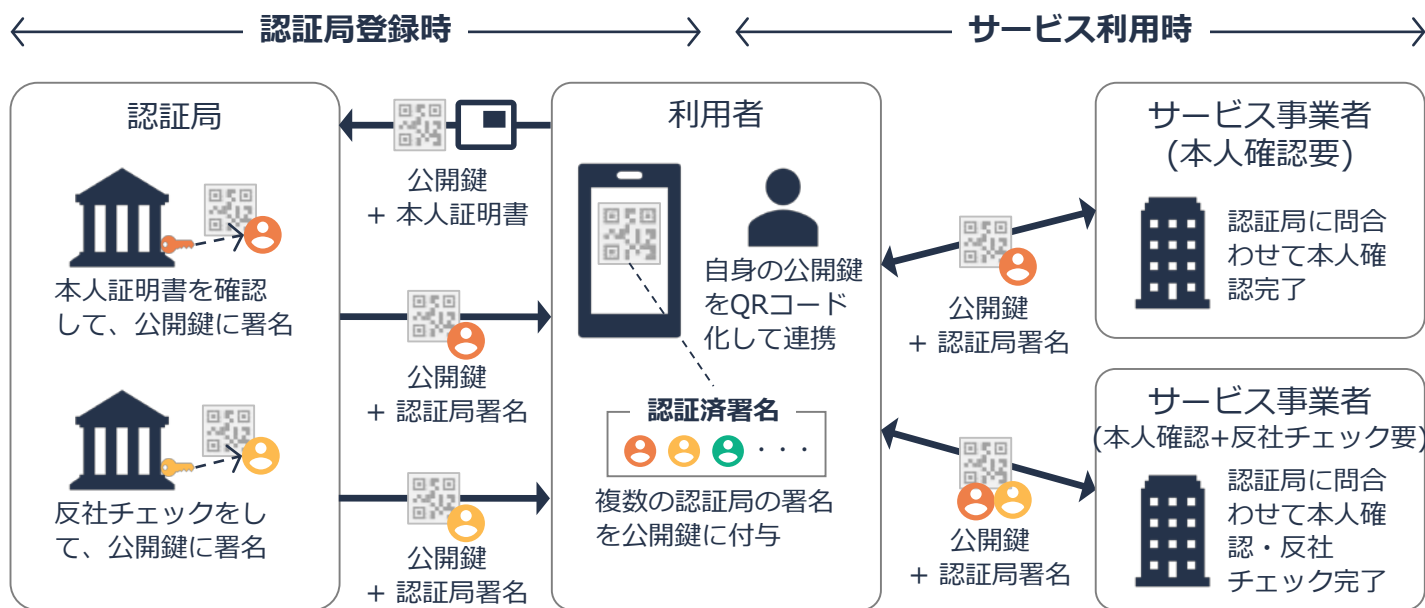 認証局登録時
サービス利用時
認証局
本人証明書を確認
して、公開鍵に署名
反社チェックをし
て、公開鍵に署名
公開鍵
+ 本人証明書
公開鍵
+ 認証局署名
公開鍵
+ 認証局署名
利用者
自身の公開鍵
をQRコード
化して連携
認証済署名
・・・
複数の認証局の署名
を公開鍵に付与
公開鍵
+ 認証局署名
公開鍵
+ 認証局署名
サービス事業者
(本人確認要)
認証局に問合
わせて本人確
認完了
サービス事業者
(本人確認+反社チェック要)
認証局に問合
わせて本人確
認・反社
チェック完了